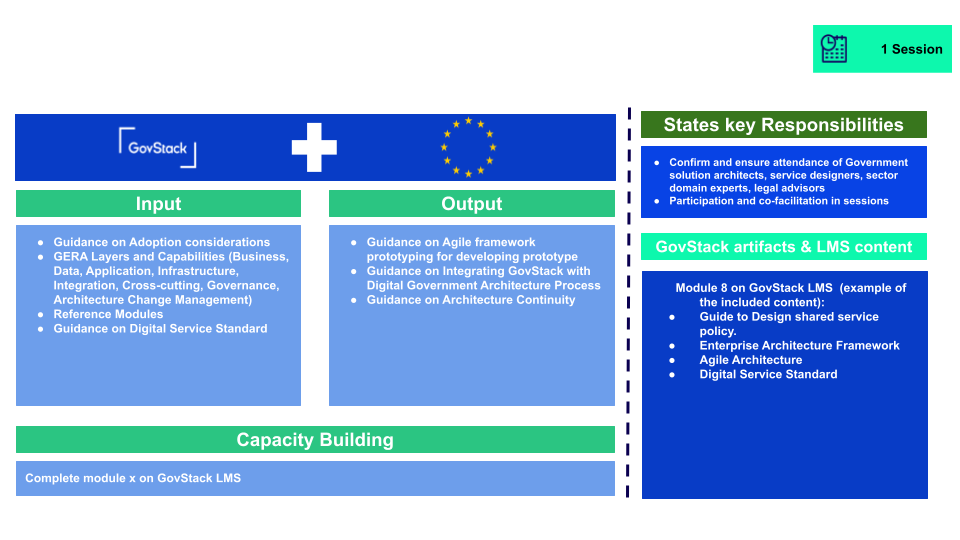 1 Session
GovStack
Input
● Guidance on Adoption considerations
● GERA Layers and Capabilities (Business,
Data, Application, Infrastructure,
Integration, Cross-cutting, Governance,
Architecture Change Management)
● Reference Modules
● Guidance on Digital Service Standard
Output
● Guidance on Agile framework
prototyping for developing prototype
● Guidance on Integrating GovStack with
Digital Government Architecture Process
● Guidance on Architecture Continuity
Capacity Building
Complete module x on GovStack LMS
States key Responsibilities
● Confirm and ensure attendance of Government
solution architects, service designers, sector
domain experts, legal advisors
● Participation and co-facilitation in sessions
GovStack artifacts & LMS content
Module 8 on GovStack LMS (example of
the included content):
● Guide to Design shared service
policy.
● Enterprise Architecture Framework
● Agile Architecture
● Digital Service Standard